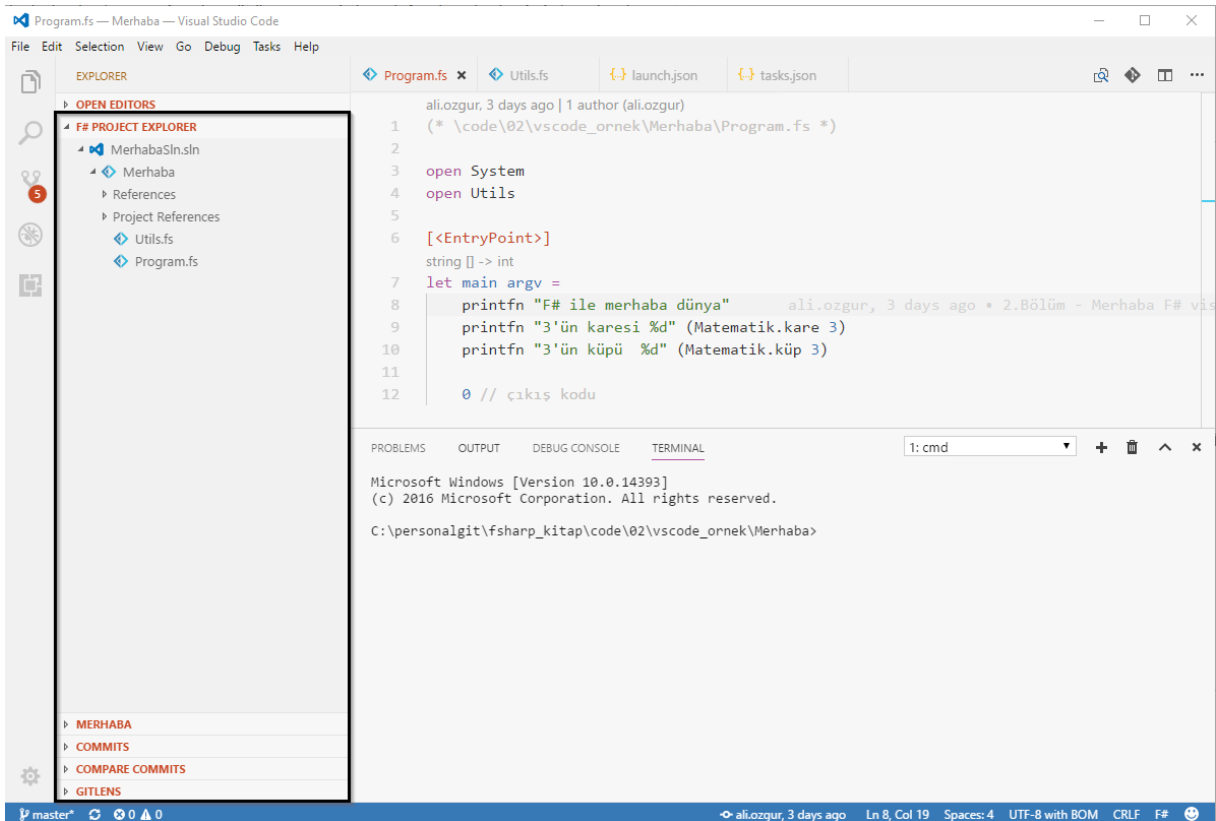 Program.fs — Merhaba — Visual Studio Code
File Edit Selection View Go Debug Tasks Help
EXPLORER
OPEN EDITORS
F# PROJECT EXPLORER
MerhabaSln.sln
Merhaba
References
Project References
Utils.fs
Program.fs
MERHABA
COMMITS
COMPARE COMMITS
GITLENS
5
Program.fs Utils.fs {..} launch.json {..} tasks.json
ali.ozgur, 3 days ago | 1 author (ali.ozgur)
1 (* \code\02\vscode_ornek\Merhaba\Program.fs *)
2
3 open System
4 open Utils
5
6 [<EntryPoint>]
string [] -> int
7 let main argv =
8 printfn "F# ile merhaba dünya" ali.ozgur, 3 days ago • 2.Bölüm - Merhaba F# vis
9 printfn "3'ün karesi %d" (Matematik.kare 3)
10 printfn "3'ün küpü  %d" (Matematik.küp 3)
11
12 0 // çıkış kodu
PROBLEMS OUTPUT DEBUG CONSOLE TERMINAL 1: cmd
Microsoft Windows [Version 10.0.14393]
(c) 2016 Microsoft Corporation. All rights reserved.
C:\personalgit\fsharp_kitap\code\02\vscode_ornek\Merhaba>
master* 0 0 ali.ozgur, 3 days ago Ln 8, Col 19 Spaces: 4 UTF-8 with BOM CRLF F#